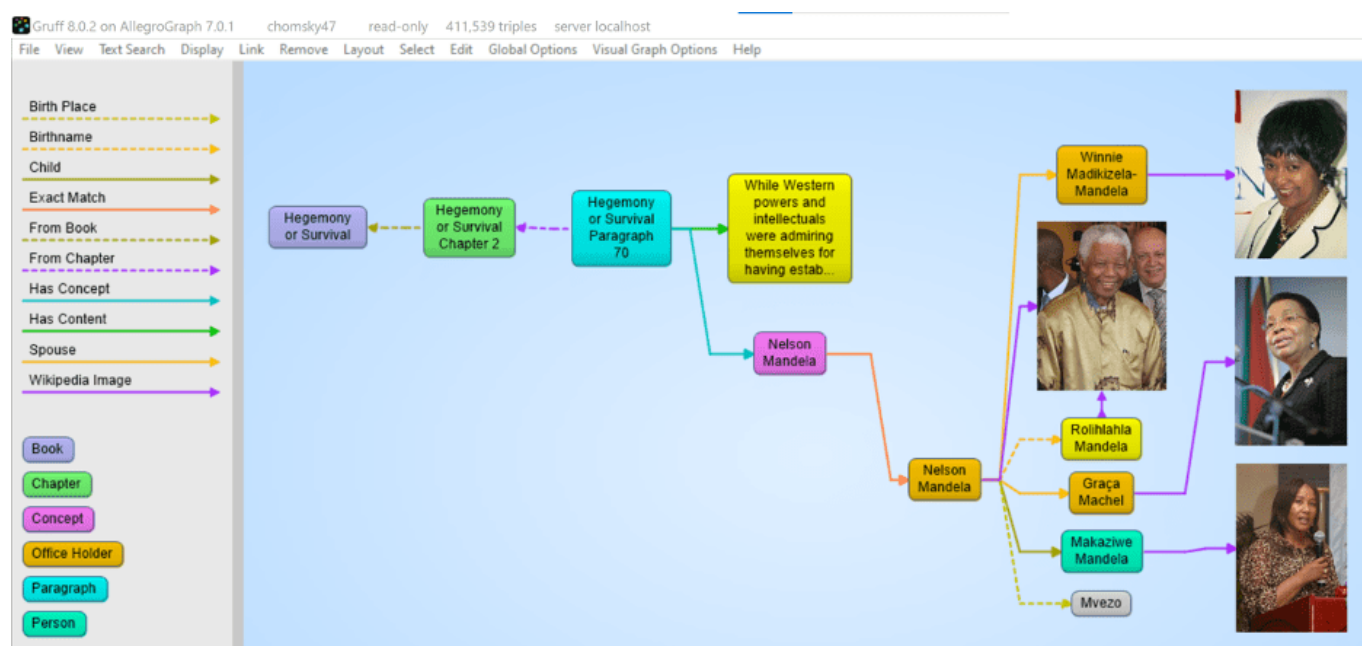 Gruff 8.0.2 on AllegroGraph 7.0.1 chomsky47 read-only 411,539 triples server localhost
File View Text Search Display Link Remove Layout Select Edit Global Options Visual Graph Options Help
Birth Place
Birthname
Child
Exact Match
From Book
From Chapter
Has Concept
Has Content
Spouse
Wikipedia Image
Book
Chapter
Concept
Office Holder
Paragraph
Person
Hegemony
or Survival
Hegemony
or Survival
Chapter 2
Hegemony
or Survival
Paragraph
70
While Western
powers and
intellectuals
were admiring
themselves for
having estab...
Nelson
Mandela
Nelson
Mandela
Winnie
Madikizela-
Mandela
Rolihlahla
Mandela
Graça
Machel
Makaziwe
Mandela
Mvezo